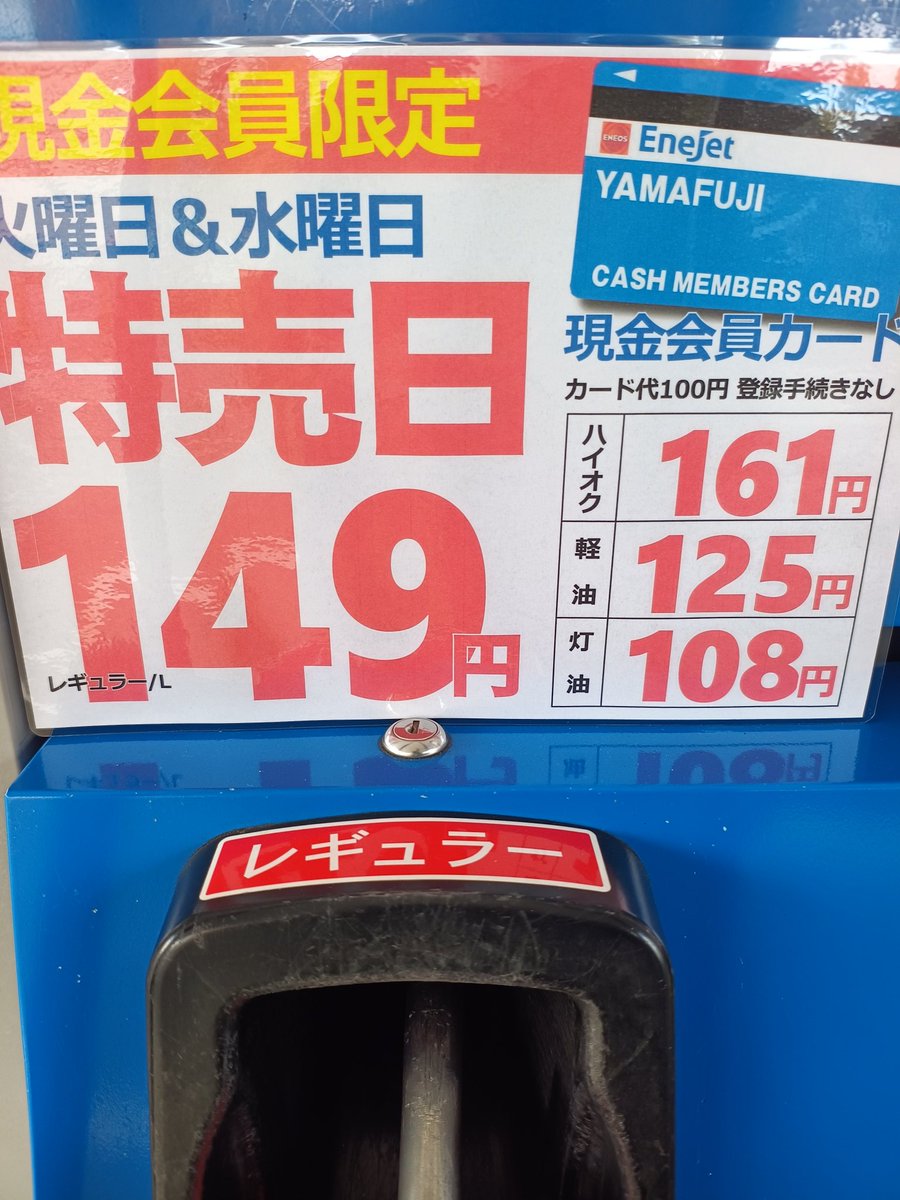 現金会員限定
火曜日&水曜日
特売日
149円
レギュラー/L
ENEOS EneJet
YAMAFUJI
CASH MEMBERS CARD
現金会員カード
カード代100円 登録手続きなし
ハイオク 161円
軽油 125円
灯油 108円
レギュラー